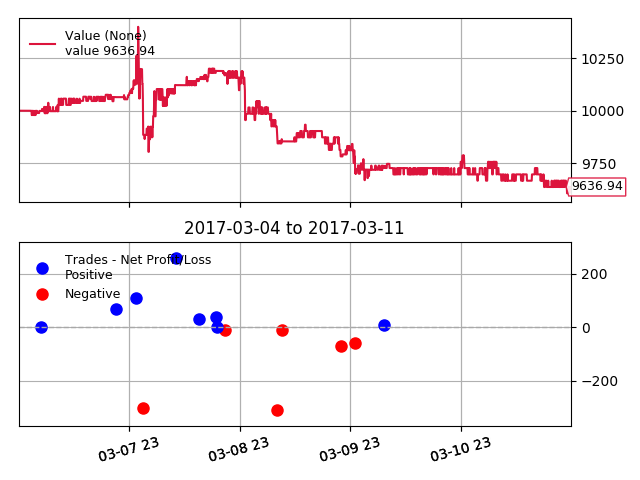 Value (None)
value 9636.94
10250
10000
9750
9636.94
2017-03-04 to 2017-03-11
Trades - Net Profit/Loss
Positive
Negative
200
0
−200
03-07 23
03-08 23
03-09 23
03-10 23